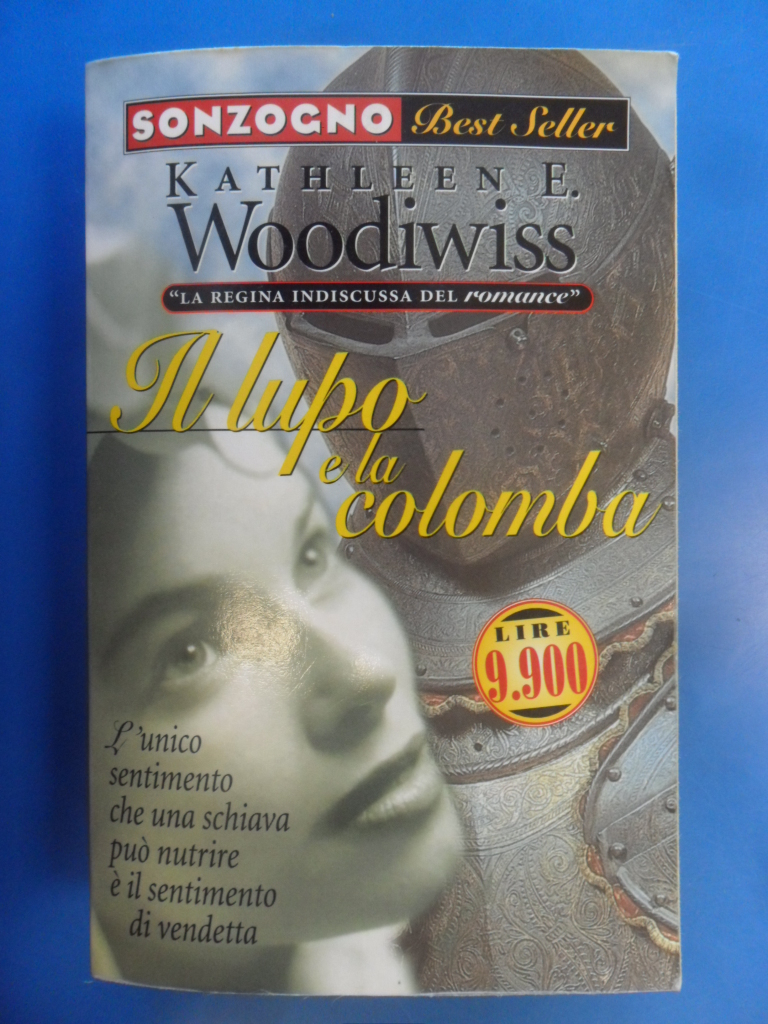 SONZOGNO Best Seller
KATHLEEN E.
Woodiwiss
"LA REGINA INDISCUSSA DEL romance"
Il lupo
e la
colomba
LIRE
9.900
L'unico
sentimento
che una schiava
può nutrire
è il sentimento
di vendetta